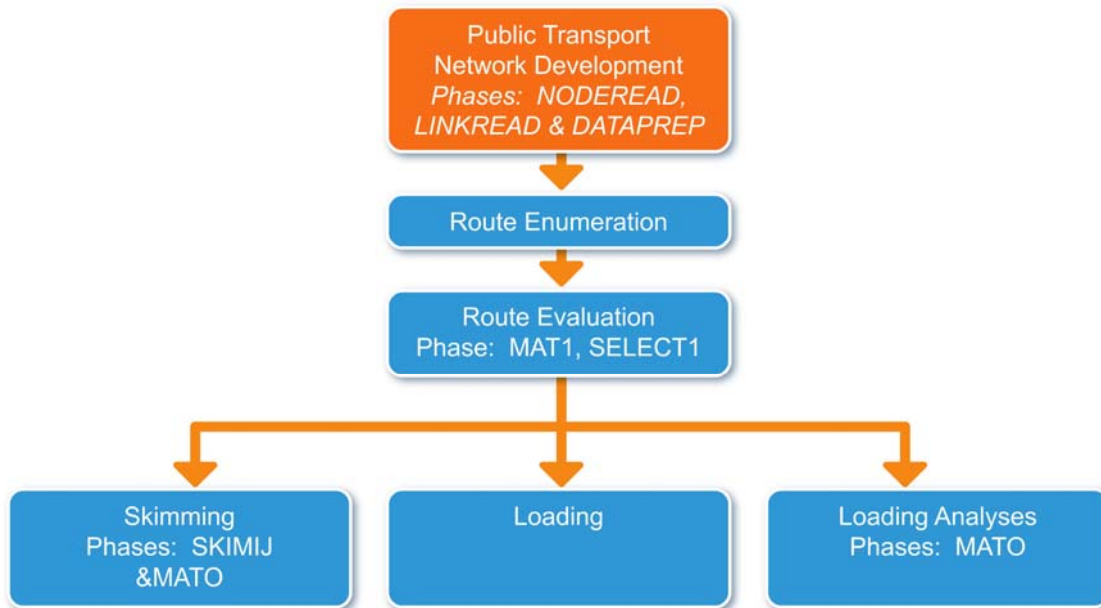 Public Transport
Network Development
Phases: NODEREAD,
LINKREAD & DATAPREP
Route Enumeration
Route Evaluation
Phase: MAT1, SELECT1
Skimming
Phases: SKIMIJ
&MATO
Loading
Loading Analyses
Phases: MATO